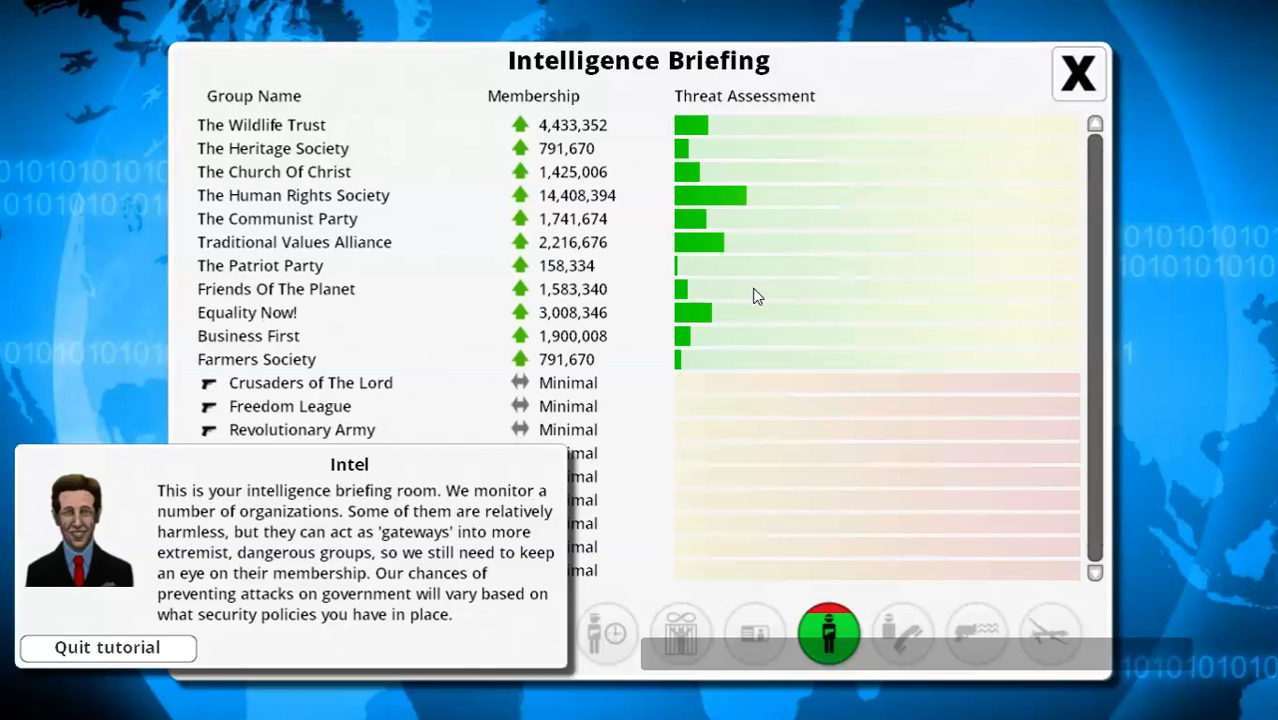 Intelligence Briefing
X
Group Name Membership Threat Assessment
The Wildlife Trust 4,433,352
The Heritage Society 791,670
The Church Of Christ 1,425,006
The Human Rights Society 14,408,394
The Communist Party 1,741,674
Traditional Values Alliance 2,216,676
The Patriot Party 158,334
Friends Of The Planet 1,583,340
Equality Now! 3,008,346
Business First 1,900,008
Farmers Society 791,670
Crusaders of The Lord Minimal
Freedom League Minimal
Revolutionary Army Minimal
Intel
This is your intelligence briefing room. We monitor a
number of organizations. Some of them are relatively
harmless, but they can act as 'gateways' into more
extremist, dangerous groups, so we still need to keep
an eye on their membership. Our chances of
preventing attacks on government will vary based on
what security policies you have in place.
Quit tutorial